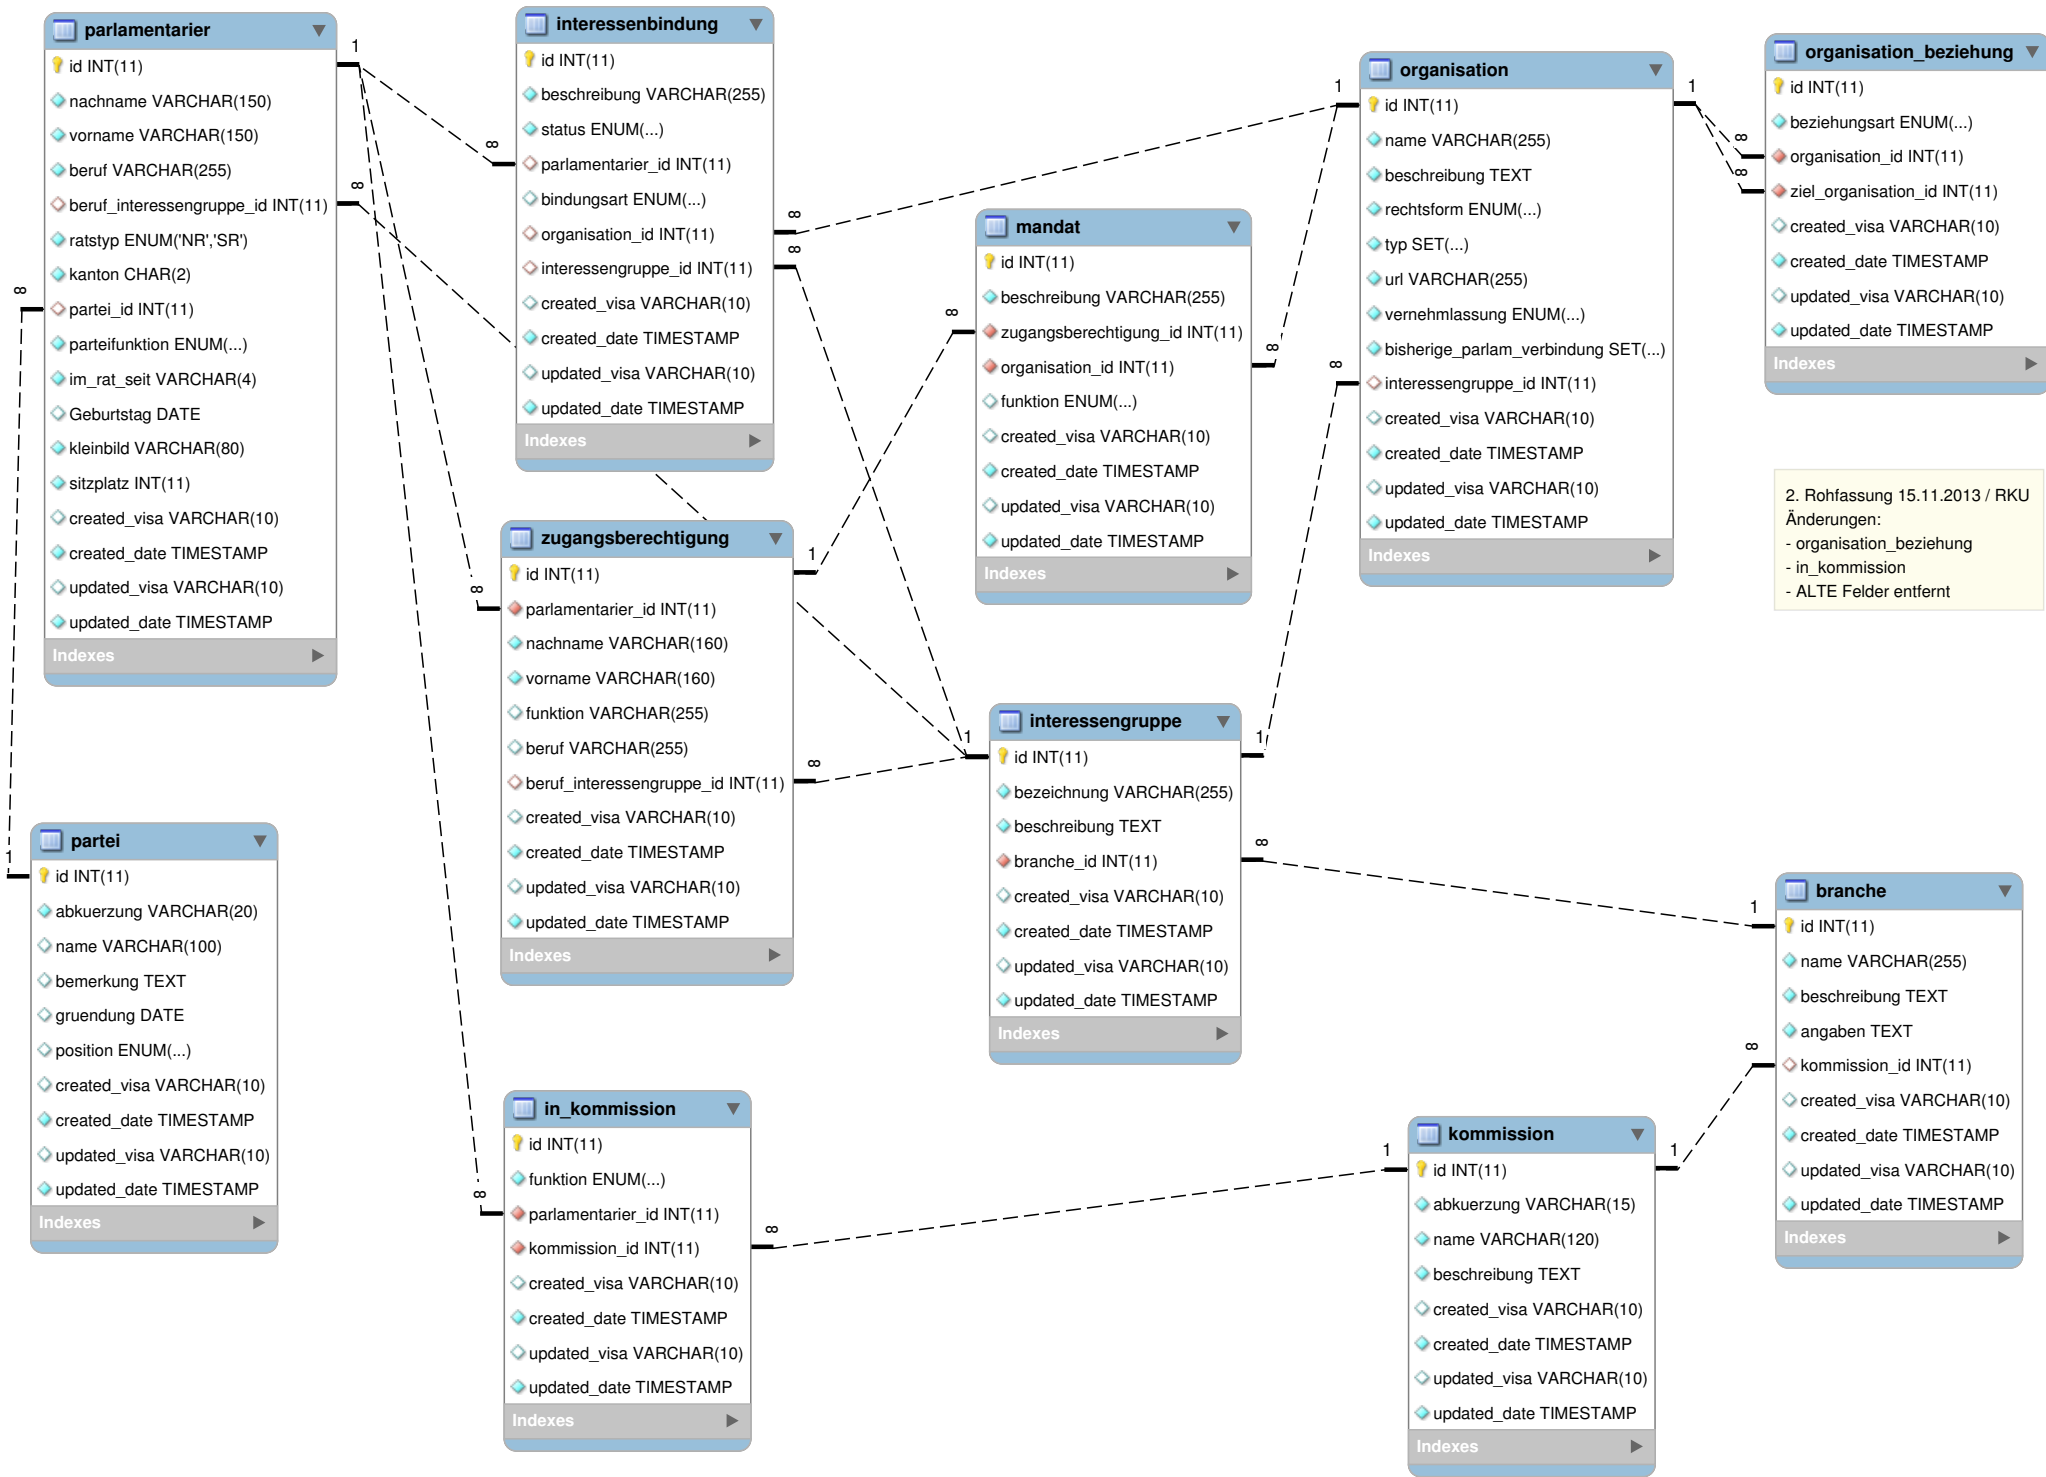 parlamentarier
id INT(11)
nachname VARCHAR(150)
vorname VARCHAR(150)
beruf VARCHAR(255)
beruf_interessengruppe_id INT(11)
ratstyp ENUM('NR','SR')
kanton CHAR(2)
partei_id INT(11)
parteifunktion ENUM(...)
im_rat_seit VARCHAR(4)
Geburtstag DATE
kleinbild VARCHAR(80)
sitzplatz INT(11)
created_visa VARCHAR(10)
created_date TIMESTAMP
updated_visa VARCHAR(10)
updated_date TIMESTAMP
Indexes
1
∞
∞
partei
id INT(11)
abkuerzung VARCHAR(20)
name VARCHAR(100)
bemerkung TEXT
gruendung DATE
position ENUM(...)
created_visa VARCHAR(10)
created_date TIMESTAMP
updated_visa VARCHAR(10)
updated_date TIMESTAMP
Indexes
1
interessenbindung
id INT(11)
beschreibung VARCHAR(255)
status ENUM(...)
parlamentarier_id INT(11)
bindungsart ENUM(...)
organisation_id INT(11)
interessengruppe_id INT(11)
created_visa VARCHAR(10)
created_date TIMESTAMP
updated_visa VARCHAR(10)
updated_date TIMESTAMP
Indexes
∞
∞
∞
zugangsberechtigung
id INT(11)
parlamentarier_id INT(11)
nachname VARCHAR(160)
vorname VARCHAR(160)
funktion VARCHAR(255)
beruf VARCHAR(255)
beruf_interessengruppe_id INT(11)
created_visa VARCHAR(10)
created_date TIMESTAMP
updated_visa VARCHAR(10)
updated_date TIMESTAMP
Indexes
1
∞
∞
in_kommission
id INT(11)
funktion ENUM(...)
parlamentarier_id INT(11)
kommission_id INT(11)
created_visa VARCHAR(10)
created_date TIMESTAMP
updated_visa VARCHAR(10)
updated_date TIMESTAMP
Indexes
∞
∞
mandat
id INT(11)
beschreibung VARCHAR(255)
zugangsberechtigung_id INT(11)
organisation_id INT(11)
funktion ENUM(...)
created_visa VARCHAR(10)
created_date TIMESTAMP
updated_visa VARCHAR(10)
updated_date TIMESTAMP
Indexes
∞
∞
interessengruppe
id INT(11)
bezeichnung VARCHAR(255)
beschreibung TEXT
branche_id INT(11)
created_visa VARCHAR(10)
created_date TIMESTAMP
updated_visa VARCHAR(10)
updated_date TIMESTAMP
Indexes
1
1
∞
organisation
id INT(11)
name VARCHAR(255)
beschreibung TEXT
rechtsform ENUM(...)
typ SET(...)
url VARCHAR(255)
vernehmlassung ENUM(...)
bisherige_parlam_verbindung SET(...)
interessengruppe_id INT(11)
created_visa VARCHAR(10)
created_date TIMESTAMP
updated_visa VARCHAR(10)
updated_date TIMESTAMP
Indexes
1
1
∞
kommission
id INT(11)
abkuerzung VARCHAR(15)
name VARCHAR(120)
beschreibung TEXT
created_visa VARCHAR(10)
created_date TIMESTAMP
updated_visa VARCHAR(10)
updated_date TIMESTAMP
Indexes
1
1
organisation_beziehung
id INT(11)
beziehungsart ENUM(...)
organisation_id INT(11)
ziel_organisation_id INT(11)
created_visa VARCHAR(10)
created_date TIMESTAMP
updated_visa VARCHAR(10)
updated_date TIMESTAMP
Indexes
∞
∞
2. Rohfassung 15.11.2013 / RKU
Änderungen:
- organisation_beziehung
- in_kommission
- ALTE Felder entfernt
branche
id INT(11)
name VARCHAR(255)
beschreibung TEXT
angaben TEXT
kommission_id INT(11)
created_visa VARCHAR(10)
created_date TIMESTAMP
updated_visa VARCHAR(10)
updated_date TIMESTAMP
Indexes
1
∞